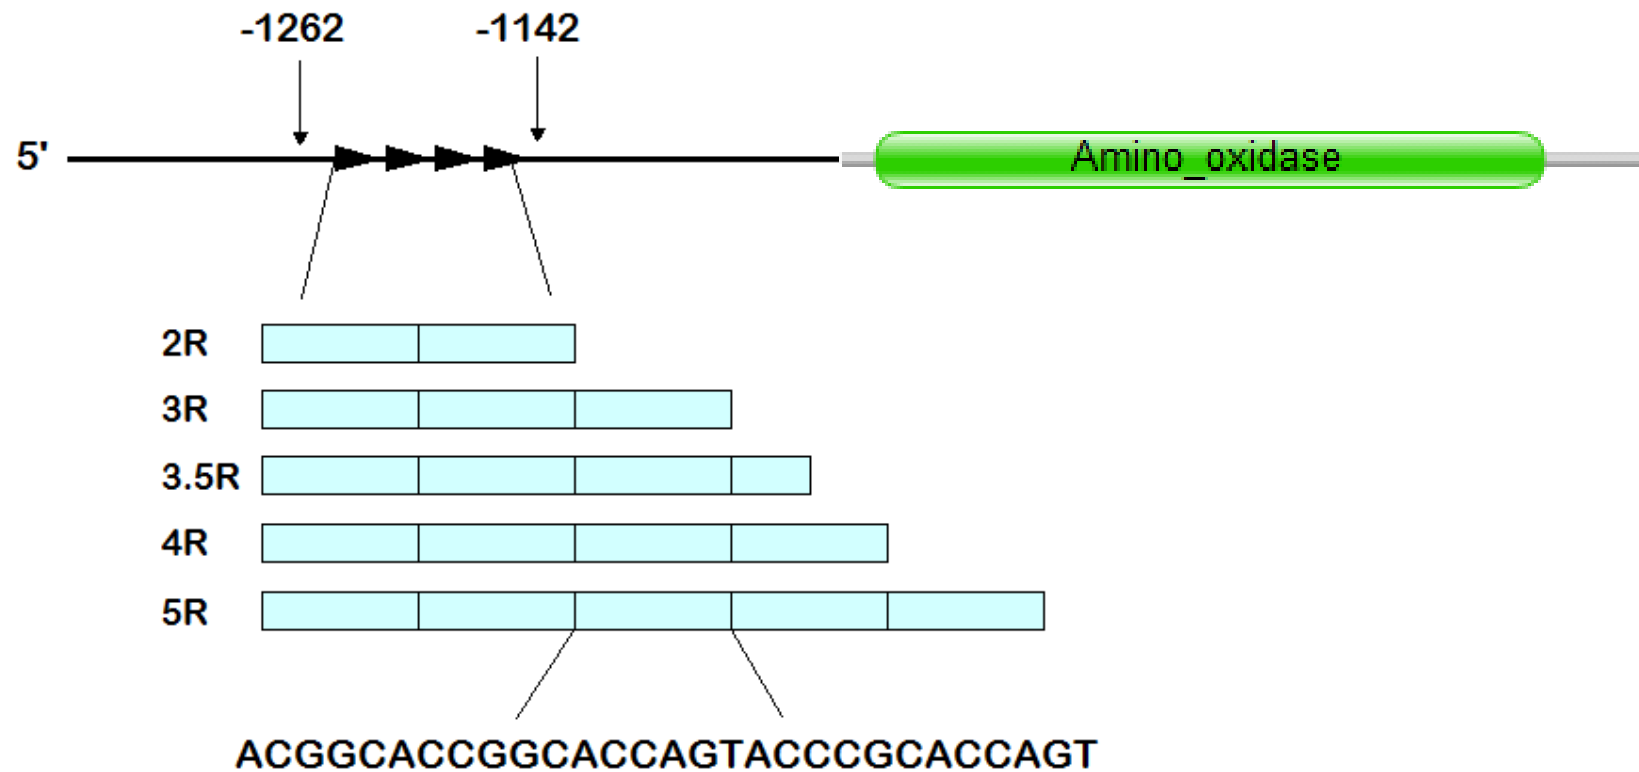 -1262 -1142
5' Amino_oxidase
2R
3R
3.5R
4R
5R
ACGGCACCGGCACCAGTACCCGCACCAGT